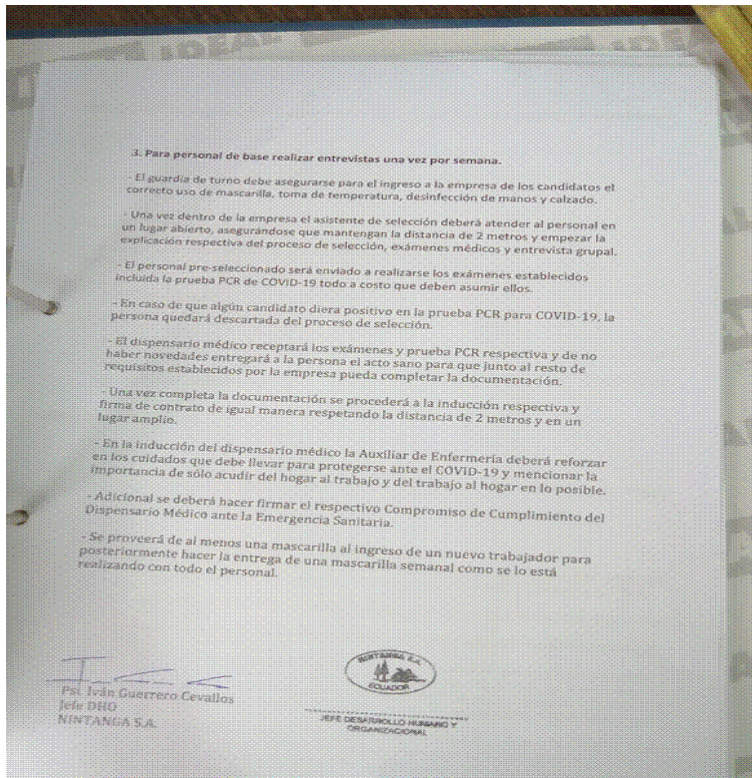 IDEAL
IDEAL
3. Para personal de base realizar entrevistas una vez por semana.
- El guardia de turno debe asegurarse para el ingreso a la empresa de los candidatos el
correcto uso de mascarilla, toma de temperatura, desinfección de manos y calzado.
- Una vez dentro de la empresa el asistente de selección deberá atender al personal en
un lugar abierto, asegurándose que mantengan la distancia de 2 metros y empezar la
explicación respectiva del proceso de selección, exámenes médicos y entrevista grupal.
- El personal pre-seleccionado será enviado a realizarse los exámenes establecidos
incluida la prueba PCR de COVID-19 todo a costo que deben asumir ellos.
- En caso de que algún candidato diera positivo en la prueba PCR para COVID-19, la
persona quedará descartada del proceso de selección.
- El dispensario médico receptará los exámenes y prueba PCR respectiva y de no
haber novedades entregará a la persona el acto sano para que junto al resto de
requisitos establecidos por la empresa pueda completar la documentación.
- Una vez completa la documentación se procederá a la inducción respectiva y
firma de contrato de igual manera respetando la distancia de 2 metros y en un
lugar amplio.
- En la inducción del dispensario médico la Auxiliar de Enfermería deberá reforzar
en los cuidados que debe llevar para protegerse ante el COVID-19 y mencionar la
importancia de sólo acudir del hogar al trabajo y del trabajo al hogar en lo posible.
- Adicional se deberá hacer firmar el respectivo Compromiso de Cumplimiento del
Dispensario Médico ante la Emergencia Sanitaria.
- Se proveerá de al menos una mascarilla al ingreso de un nuevo trabajador para
posteriormente hacer la entrega de una mascarilla semanal como se lo está
realizando con todo el personal.
Psi. Iván Guerrero Cevallos
Jefe DHO
NINTANGA S.A.
NINTANGA S.A.
ECUADOR
JEFE DESARROLLO HUMANO Y
ORGANIZACIONAL